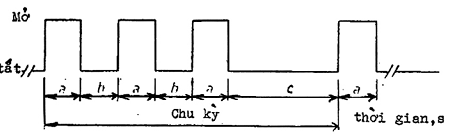 Mở
tắt
a b a b a c a
Chu kỳ
thời gian,s